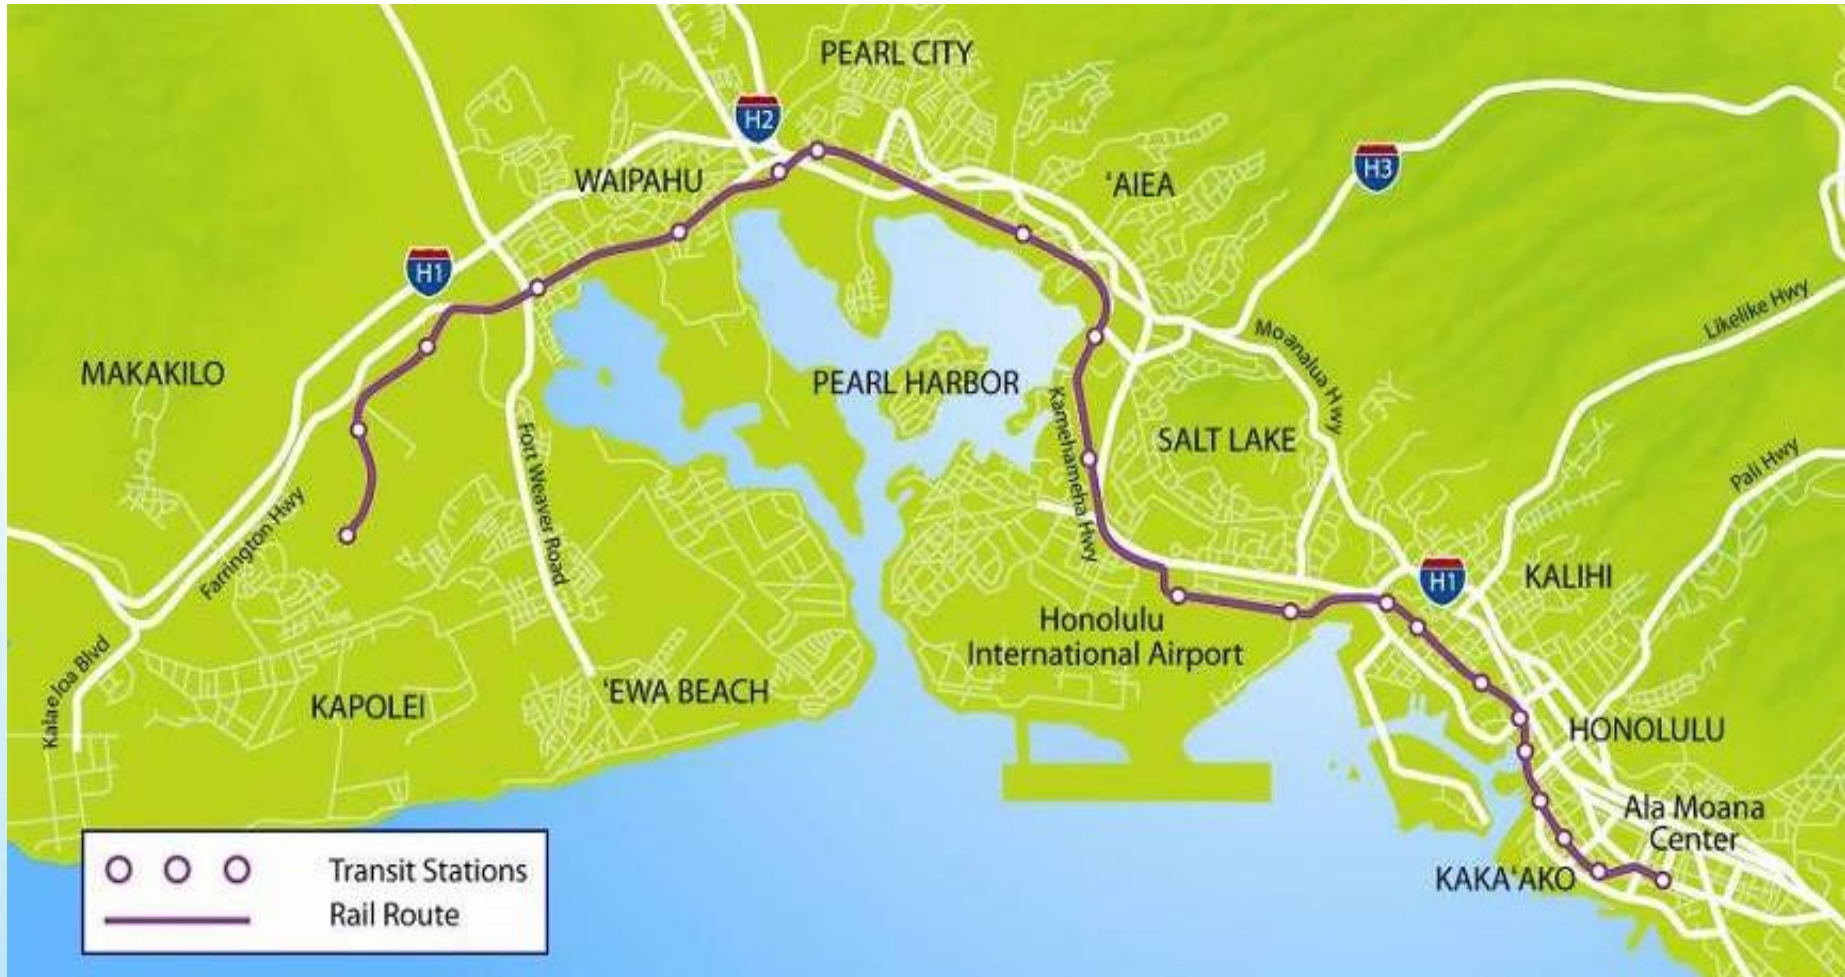 PEARL CITY
H2
WAIPAHU
'AIEA
H3
H1
MAKAKILO
PEARL HARBOR
Moanalua Hwy
Likelike Hwy
Kamehameha Hwy
SALT LAKE
Fort Weaver Road
Pali Hwy
Farrington Hwy
H1
KALIHI
Honolulu
International Airport
Kalaeloa Blvd
KAPOLEI
'EWA BEACH
HONOLULU
Ala Moana
Center
KAKA'AKO
Transit Stations
Rail Route